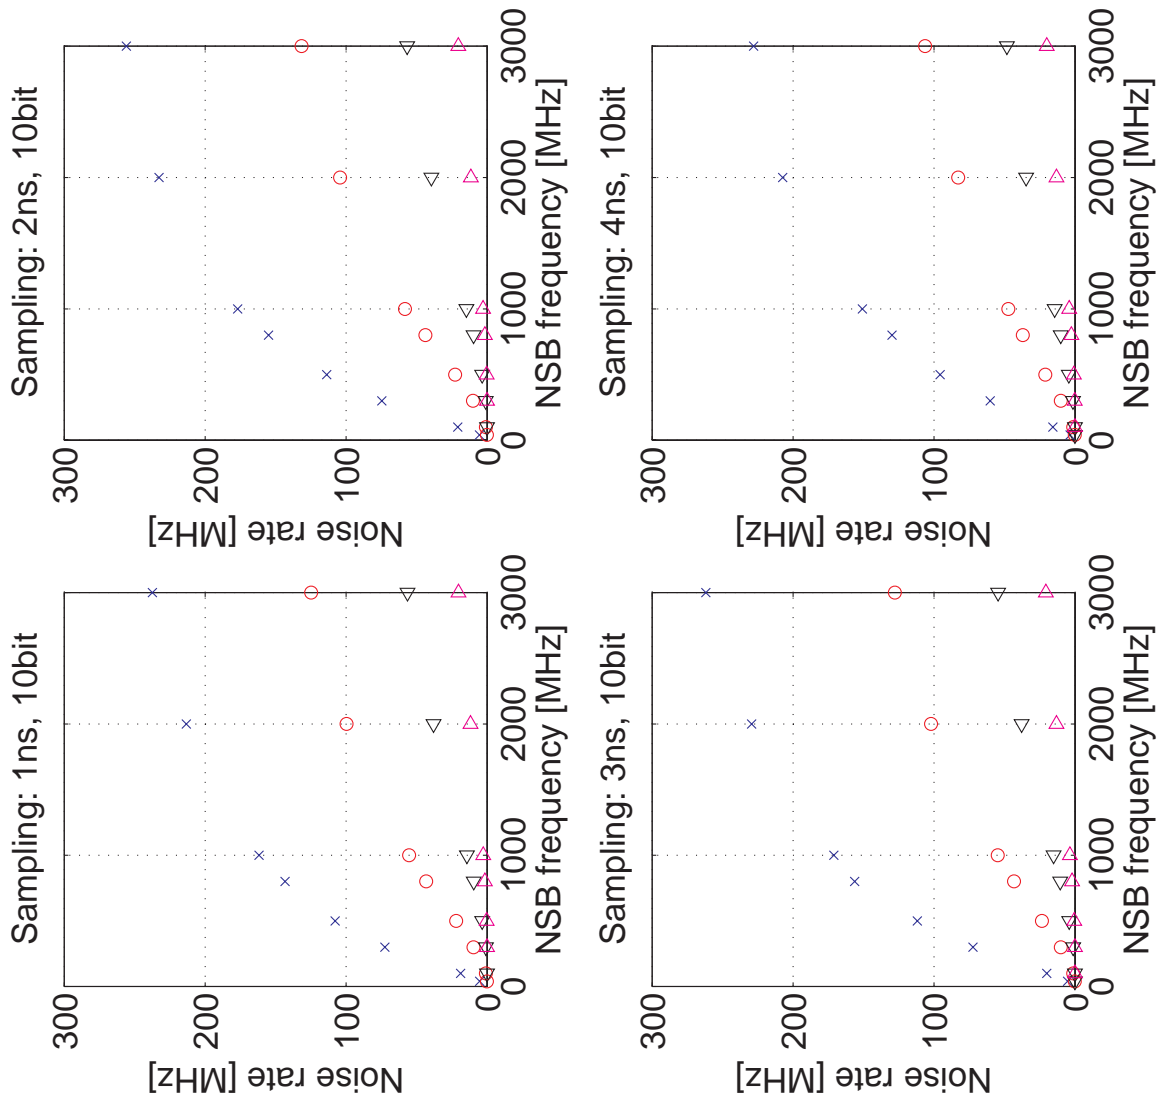 Sampling: 1ns, 10bit
300
200
100
0
Noise rate [MHz]
0
1000
2000
3000
NSB frequency [MHz]
Sampling: 2ns, 10bit
300
200
100
0
Noise rate [MHz]
0
1000
2000
3000
NSB frequency [MHz]
Sampling: 3ns, 10bit
300
200
100
0
Noise rate [MHz]
0
1000
2000
3000
NSB frequency [MHz]
Sampling: 4ns, 10bit
300
200
100
0
Noise rate [MHz]
0
1000
2000
3000
NSB frequency [MHz]